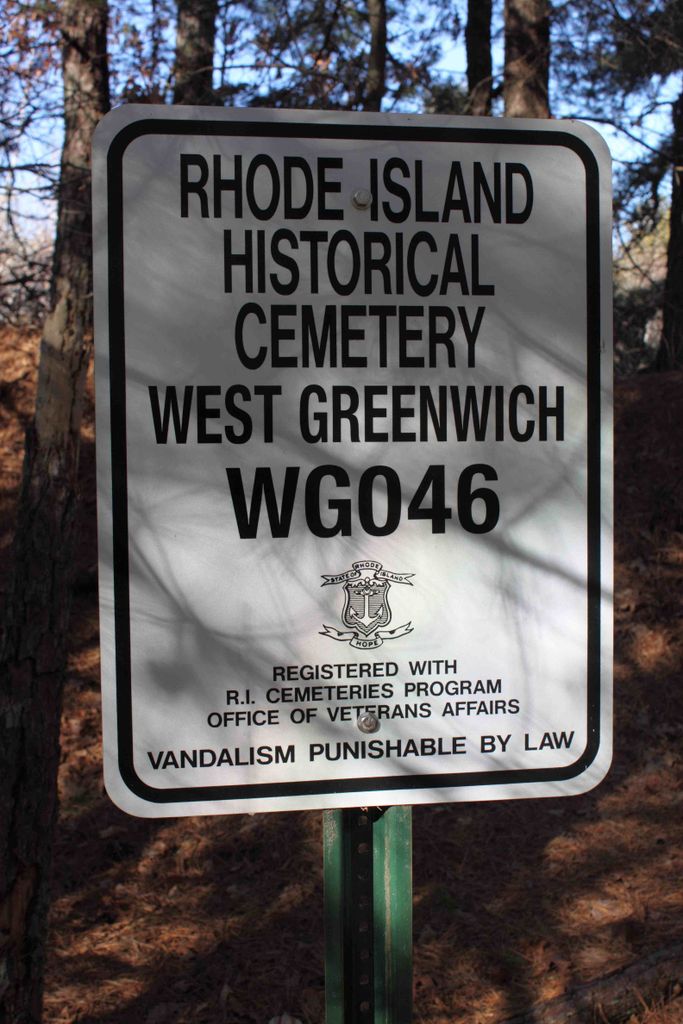 RHODE ISLAND
HISTORICAL
CEMETERY
WEST GREENWICH
WG046
RHODE
STATE OF ISLAND
HOPE
REGISTERED WITH
R.I. CEMETERIES PROGRAM
OFFICE OF VETERANS AFFAIRS
VANDALISM PUNISHABLE BY LAW